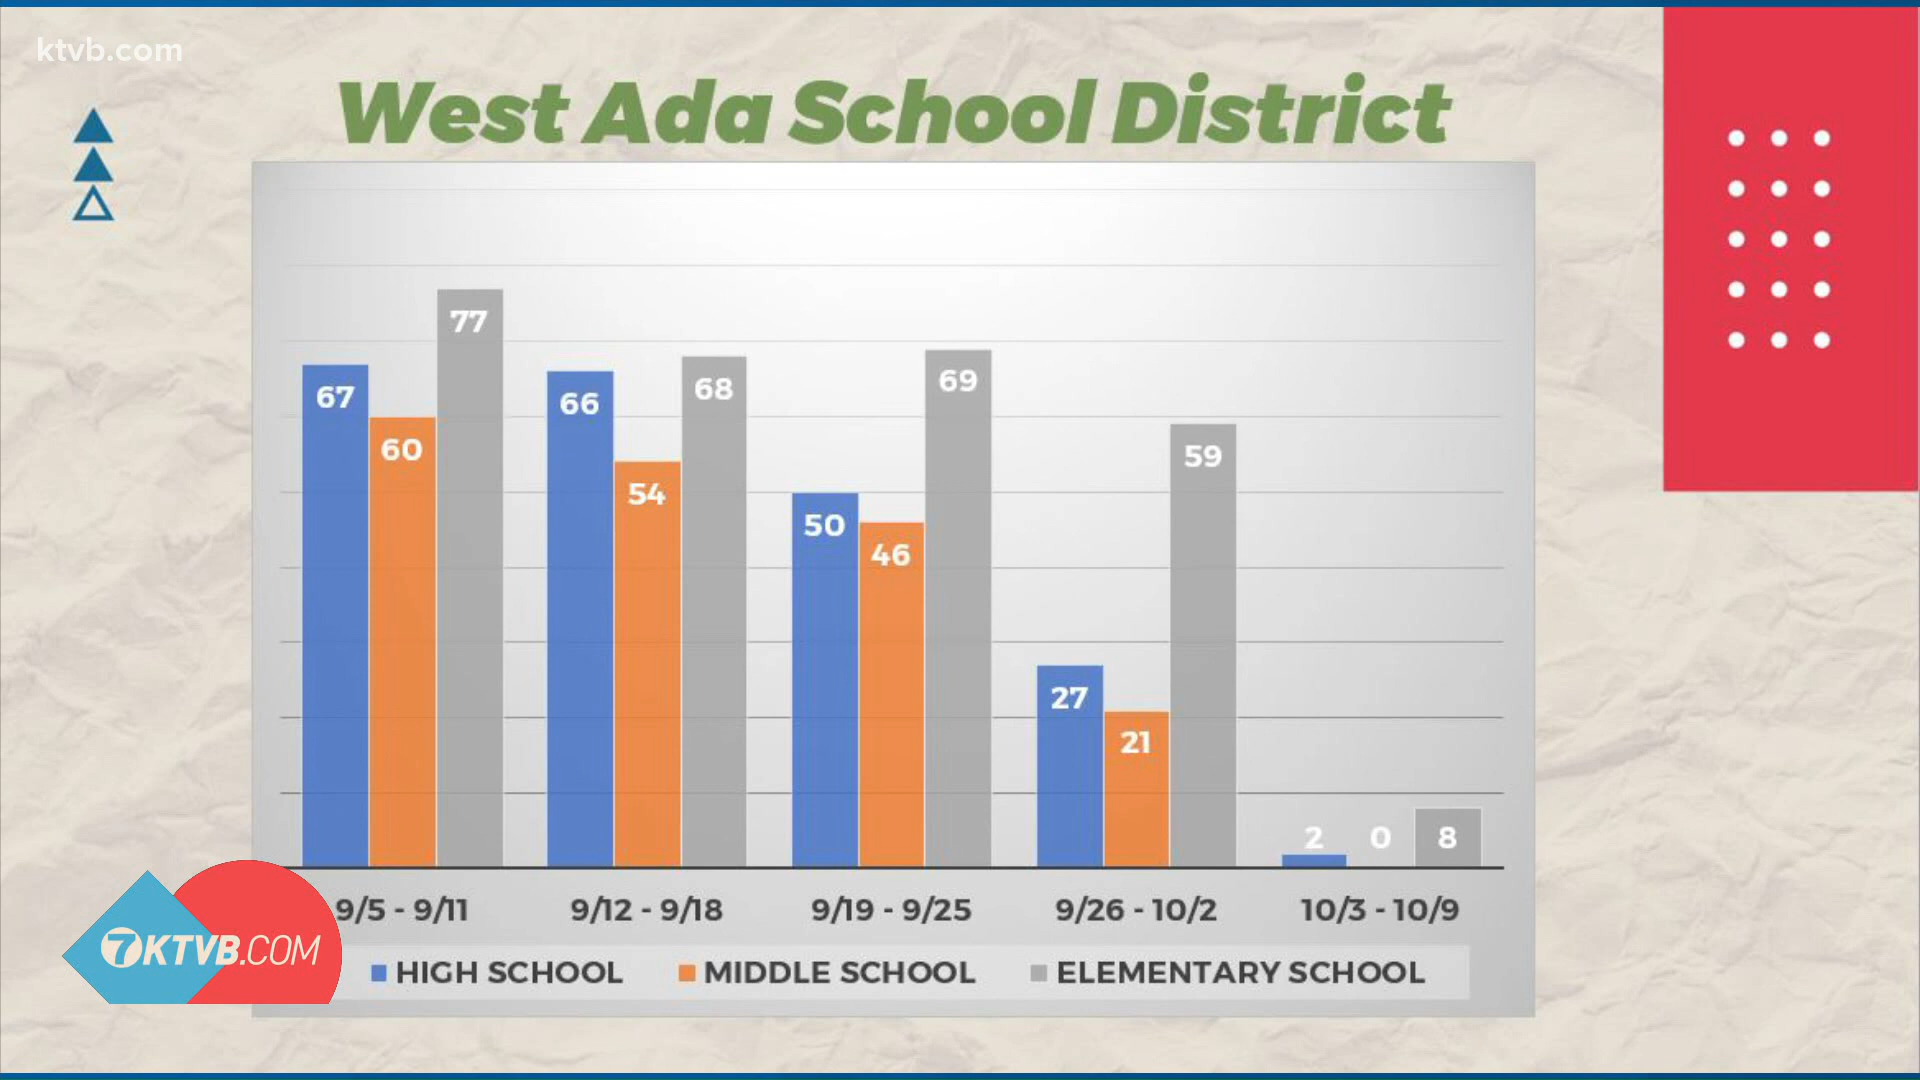 ktvb.com
West Ada School District
77
67
66
68
69
60
59
54
50
46
27
21
2 0 8
9/5 - 9/11 9/12 - 9/18 9/19 - 9/25 9/26 - 10/2 10/3 - 10/9
7KTVB.COM
HIGH SCHOOL MIDDLE SCHOOL ELEMENTARY SCHOOL